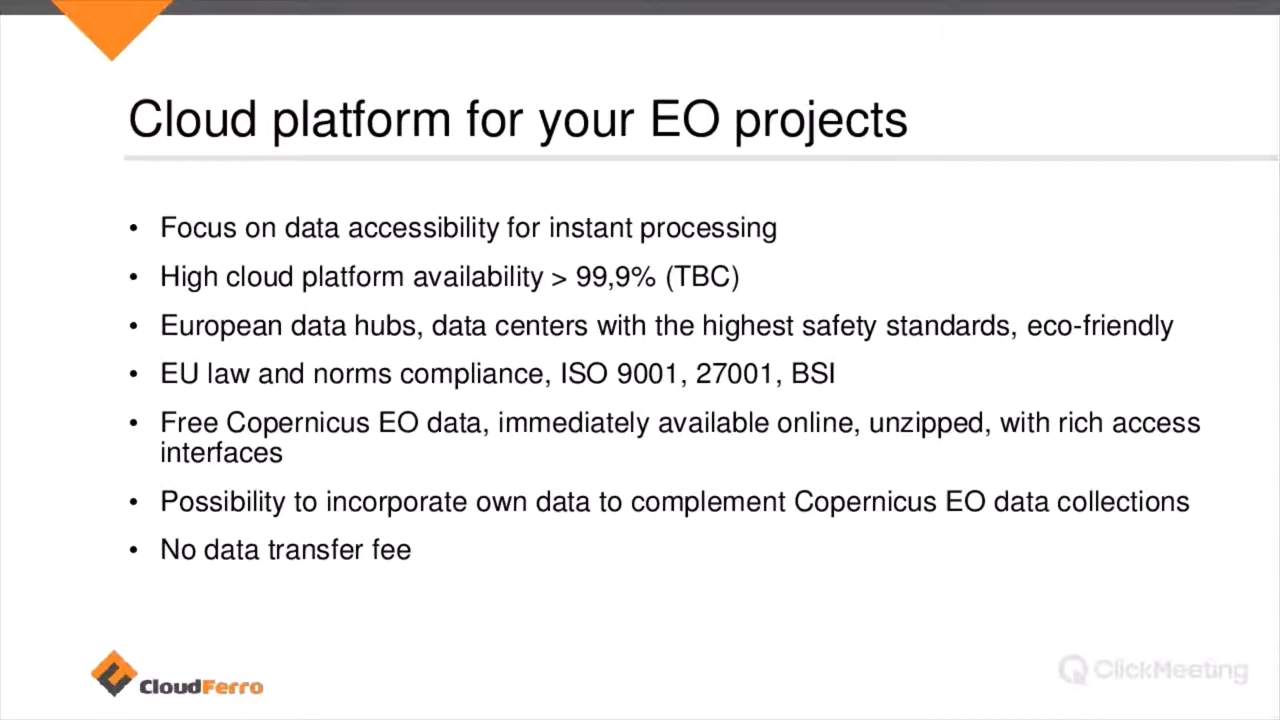 Cloud platform for your EO projects
• Focus on data accessibility for instant processing
• High cloud platform availability > 99,9% (TBC)
• European data hubs, data centers with the highest safety standards, eco-friendly
• EU law and norms compliance, ISO 9001, 27001, BSI
• Free Copernicus EO data, immediately available online, unzipped, with rich access
interfaces
• Possibility to incorporate own data to complement Copernicus EO data collections
• No data transfer fee
CloudFerro
ClickMeeting